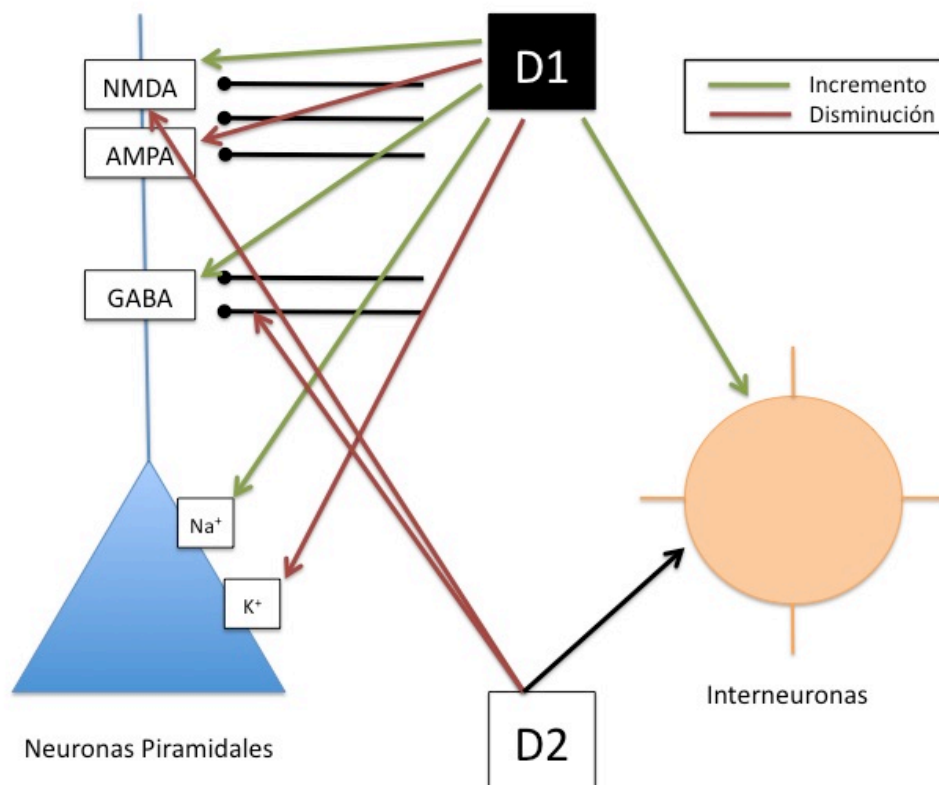 D1
NMDA
AMPA
GABA
Incremento
Disminución
Na⁺
K⁺
D2
Neuronas Piramidales
Interneuronas